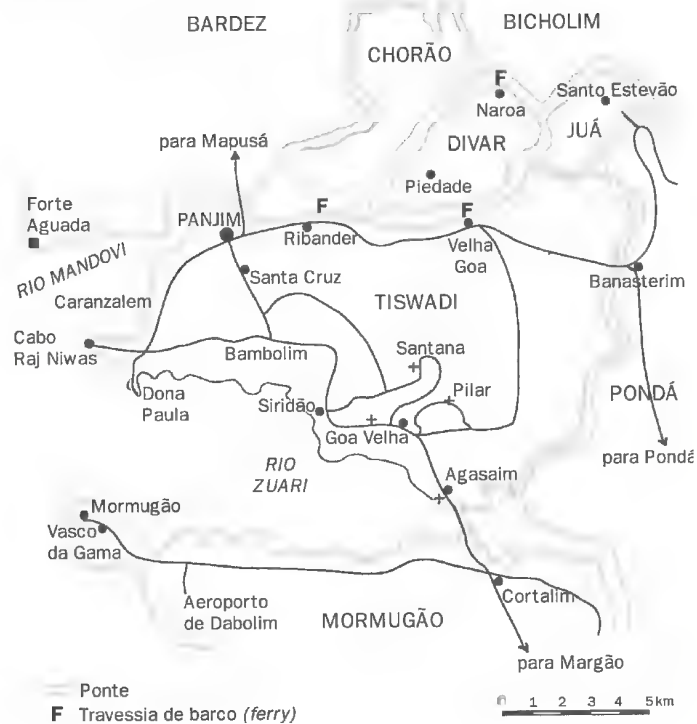 BARDEZ
BICHOLIM
CHORÃO
F
Naroa
Santo Estevão
JUÁ
para Mapusá
DIVAR
Piedade
Forte
Aguada
PANJIM
F
Ribander
F
Velha
Goa
RIO MANDOVI
Santa Cruz
Banasterim
Caranzalem
TISWADI
Cabo
Raj Niwas
Bambolim
Santana
Dona
Paula
Pilar
PONDÁ
Siridão
Goa Velha
RIO
ZUARI
para Pondá
Agasaim
Mormugão
Vasco
da Gama
Aeroporto
de Dabolim
MORMUGÃO
Cortalim
para Margão
Ponte
F Travessia de barco (ferry)
0 1 2 3 4 5km